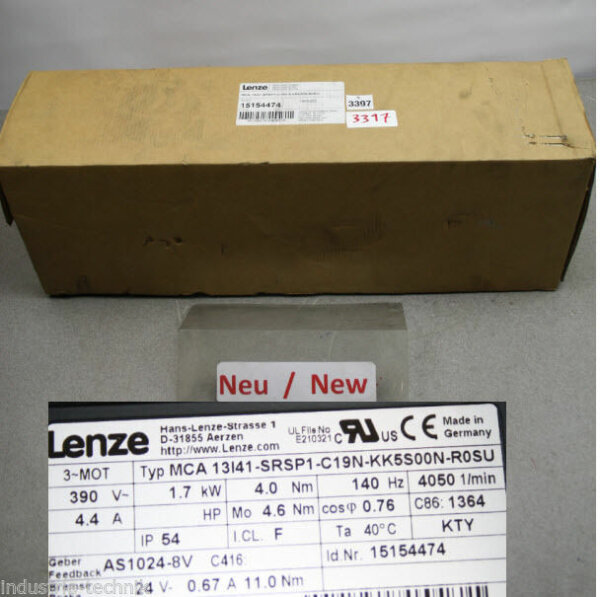 Lenze
15154474
3397
3317
Neu / New
Lenze
Hans-Lenze-Strasse 1
D-31855 Aerzen
http://www.Lenze.com
UL File No
E210321
C UR US CE
Made in
Germany
3~MOT
Typ MCA 13I41-SRSP1-C19N-KK5S00N-R0SU
390 V~
1.7 kW
4.0 Nm
140 Hz
4050 1/min
4.4 A
HP
Mo 4.6 Nm
cosφ 0.76
C86: 1364
IP 54
I.CL. F
Ta 40°C
KTY
Geber
Feedback
AS1024-8V
C416
Id.Nr. 15154474
24 V- 0.67 A 11.0 Nm